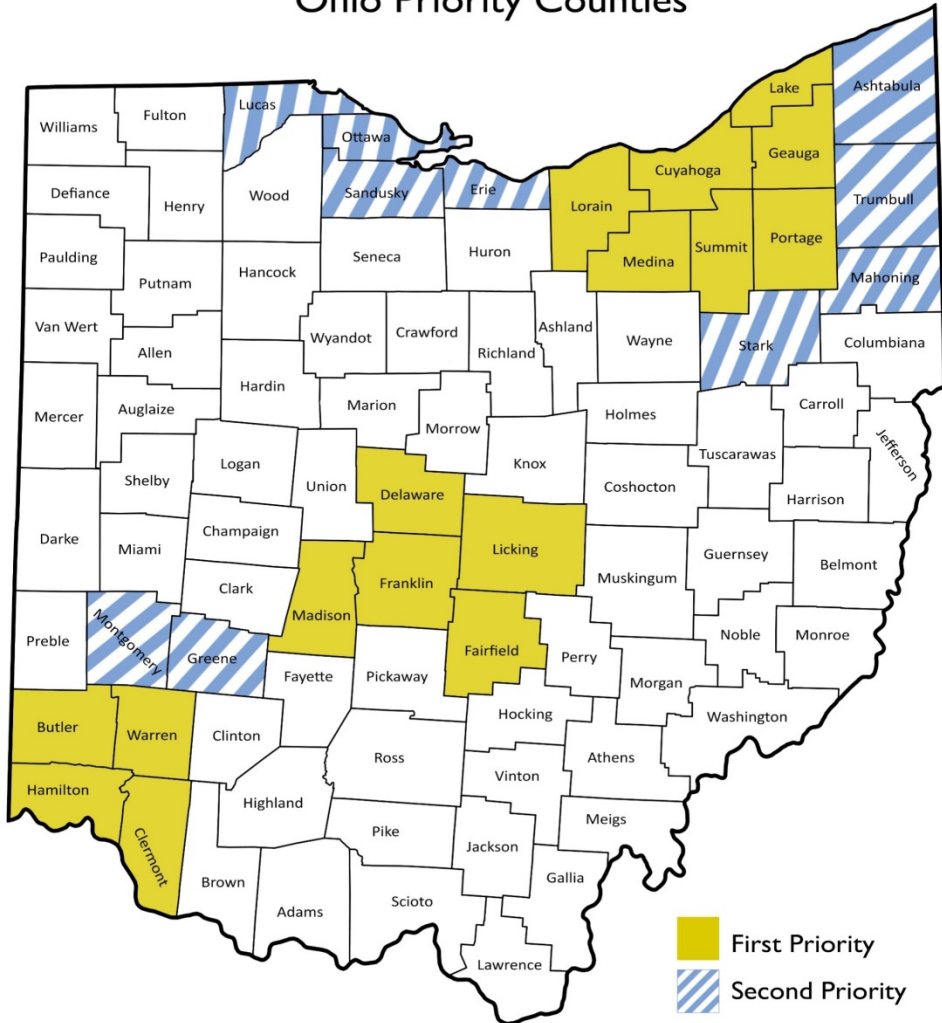 Ohio Priority Counties
Lake
Ashtabula
Lucas
Fulton
Williams
Ottawa
Geauga
Cuyahoga
Wood
Defiance
Henry
Sandusky
Erie
Lorain
Trumbull
Portage
Summit
Paulding
Putnam
Hancock
Seneca
Huron
Medina
Mahoning
Van Wert
Allen
Wyandot
Crawford
Richland
Ashland
Wayne
Stark
Columbiana
Hardin
Mercer
Auglaize
Marion
Morrow
Holmes
Carroll
Jefferson
Shelby
Logan
Union
Delaware
Knox
Coshocton
Tuscarawas
Harrison
Darke
Miami
Champaign
Clark
Franklin
Licking
Muskingum
Guernsey
Belmont
Madison
Preble
Montgomery
Greene
Fayette
Pickaway
Fairfield
Perry
Morgan
Noble
Monroe
Butler
Warren
Clinton
Ross
Hocking
Athens
Washington
Hamilton
Clermont
Highland
Vinton
Meigs
Pike
Jackson
Gallia
Brown
Adams
Scioto
Lawrence
First Priority
Second Priority